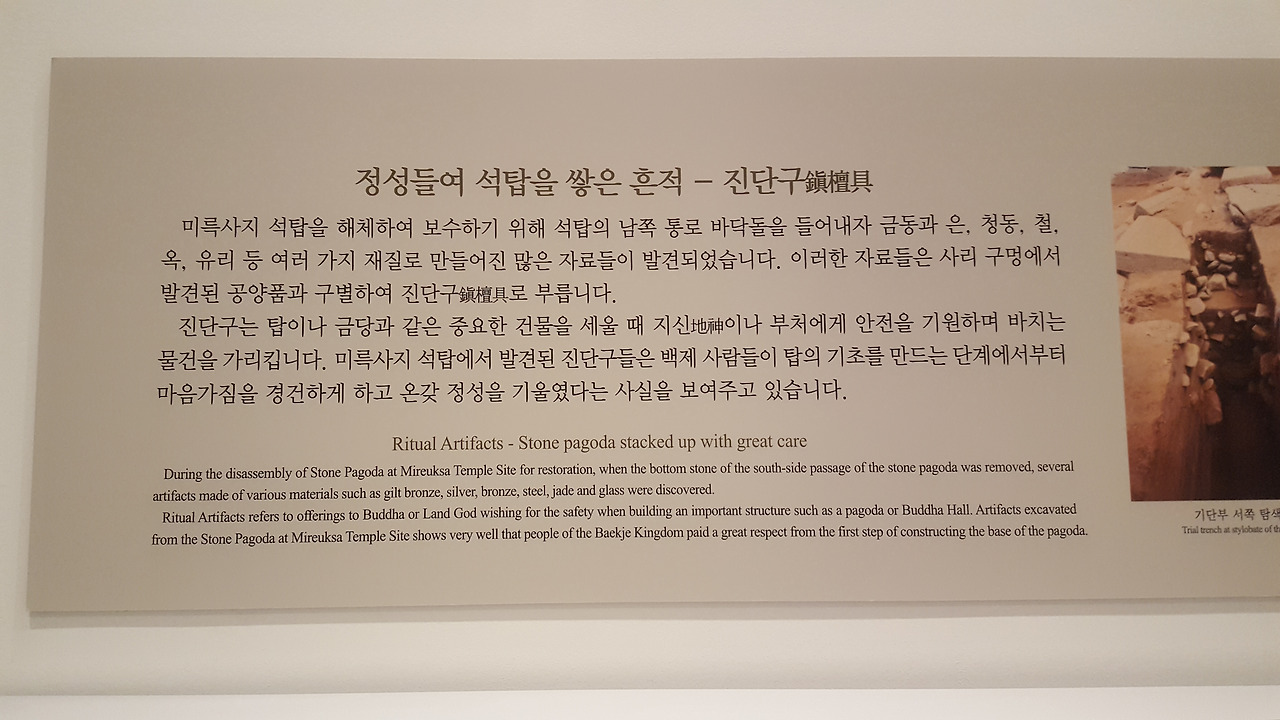 정성들여 석탑을 쌓은 흔적 – 진단구鎭檀具
미륵사지 석탑을 해체하여 보수하기 위해 석탑의 남쪽 통로 바닥돌을 들어내자 금동과 은, 청동, 철,
옥, 유리 등 여러 가지 재질로 만들어진 많은 자료들이 발견되었습니다. 이러한 자료들은 사리 구멍에서
발견된 공양품과 구별하여 진단구鎭檀具로 부릅니다.
진단구는 탑이나 금당과 같은 중요한 건물을 세울 때 지신地神이나 부처에게 안전을 기원하며 바치는
물건을 가리킵니다. 미륵사지 석탑에서 발견된 진단구들은 백제 사람들이 탑의 기초를 만드는 단계에서부터
마음가짐을 경건하게 하고 온갖 정성을 기울였다는 사실을 보여주고 있습니다.
Ritual Artifacts - Stone pagoda stacked up with great care
During the disassembly of Stone Pagoda at Mireuksa Temple Site for restoration, when the bottom stone of the south-side passage of the stone pagoda was removed, several
artifacts made of various materials such as gilt bronze, silver, bronze, steel, jade and glass were discovered.
Ritual Artifacts refers to offerings to Buddha or Land God wishing for the safety when building an important structure such as a pagoda or Buddha Hall. Artifacts excavated
from the Stone Pagoda at Mireuksa Temple Site shows very well that people of the Baekje Kingdom paid a great respect from the first step of constructing the base of the pagoda.
기단부 서쪽 탐색
Trial trench at stylobate of